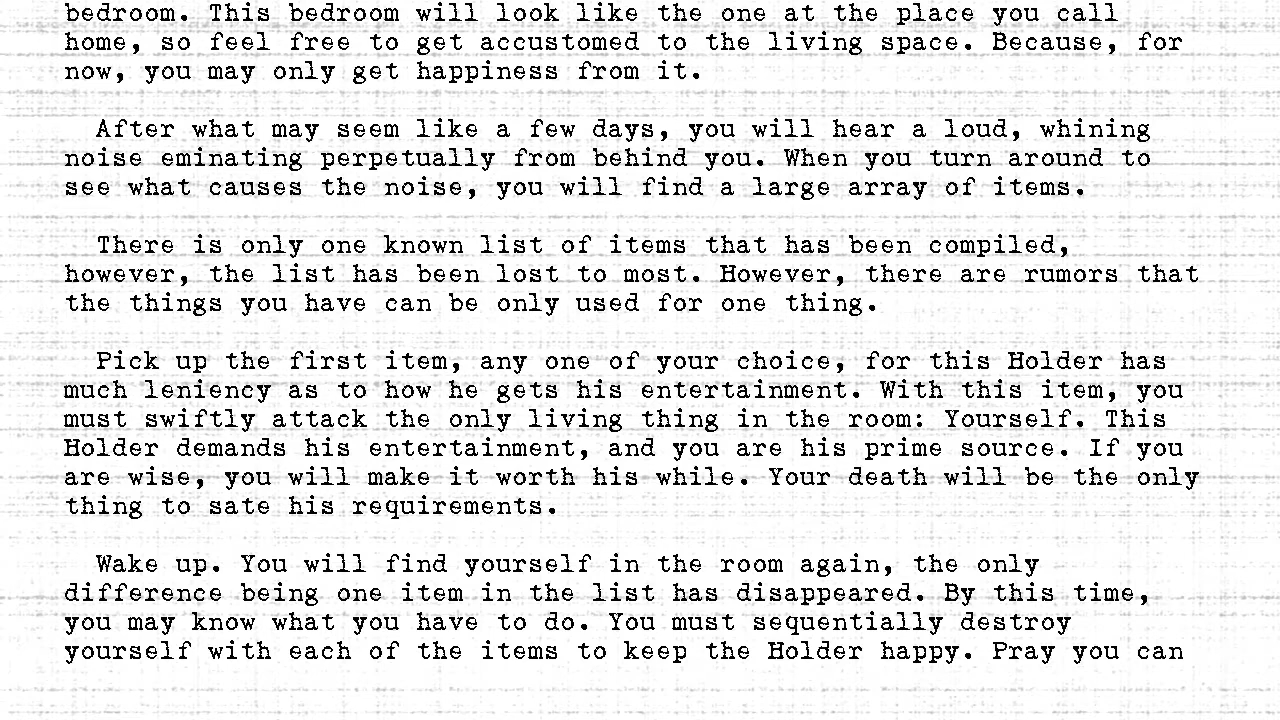 bedroom. This bedroom will look like the one at the place you call
home, so feel free to get accustomed to the living space. Because, for
now, you may only get happiness from it.
After what may seem like a few days, you will hear a loud, whining
noise eminating perpetually from behind you. When you turn around to
see what causes the noise, you will find a large array of items.
There is only one known list of items that has been compiled,
however, the list has been lost to most. However, there are rumors that
the things you have can be only used for one thing.
Pick up the first item, any one of your choice, for this Holder has
much leniency as to how he gets his entertainment. With this item, you
must swiftly attack the only living thing in the room: Yourself. This
Holder demands his entertainment, and you are his prime source. If you
are wise, you will make it worth his while. Your death will be the only
thing to sate his requirements.
Wake up. You will find yourself in the room again, the only
difference being one item in the list has disappeared. By this time,
you may know what you have to do. You must sequentially destroy
yourself with each of the items to keep the Holder happy. Pray you can